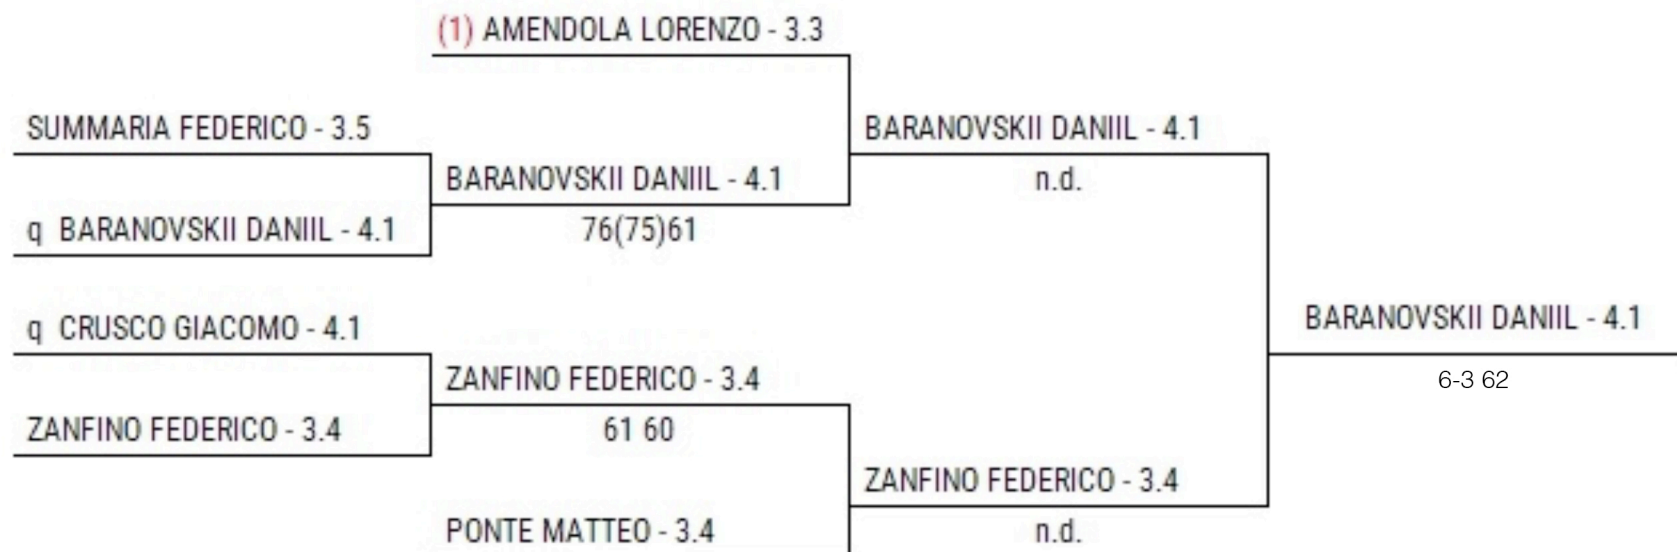 (1) AMENDOLA LORENZO - 3.3
SUMMARIA FEDERICO - 3.5
BARANOVSKII DANIIL - 4.1
BARANOVSKII DANIIL - 4.1
n.d.
q BARANOVSKII DANIIL - 4.1
76(75)61
q CRUSCO GIACOMO - 4.1
BARANOVSKII DANIIL - 4.1
ZANFINO FEDERICO - 3.4
6-3 62
ZANFINO FEDERICO - 3.4
61 60
ZANFINO FEDERICO - 3.4
PONTE MATTEO - 3.4
n.d.